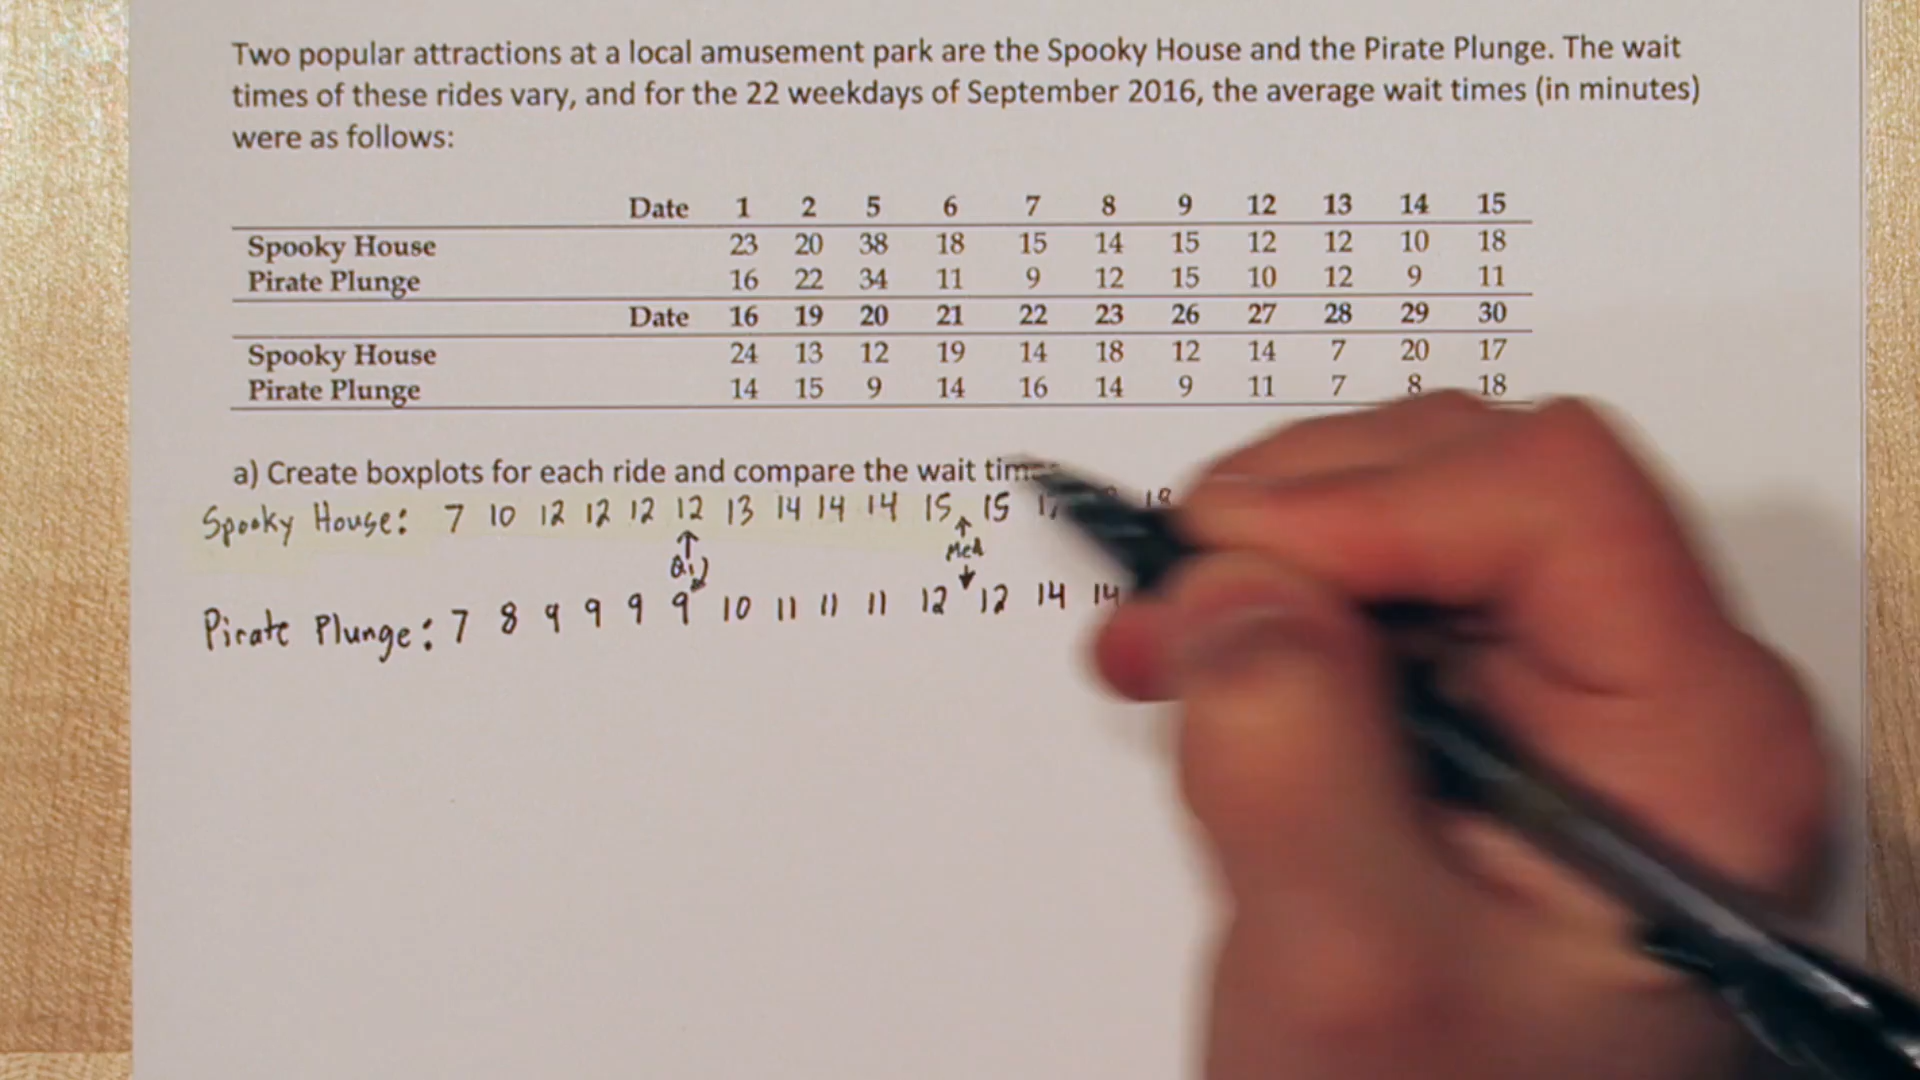 Two popular attractions at a local amusement park are the Spooky House and the Pirate Plunge. The wait
times of these rides vary, and for the 22 weekdays of September 2016, the average wait times (in minutes)
were as follows:
Date 1 2 5 6 7 8 9 12 13 14 15
Spooky House 23 20 38 18 15 14 15 12 12 10 18
Pirate Plunge 16 22 34 11 9 12 15 10 12 9 11
Date 16 19 20 21 22 23 26 27 28 29 30
Spooky House 24 13 12 19 14 18 12 14 7 20 17
Pirate Plunge 14 15 9 14 16 14 9 11 7 8 18
a) Create boxplots for each ride and compare the wait
Spooky House: 7 10 12 12 12 12 13 14 14 14 15 15 18
Q1 Med
Pirate Plunge: 7 8 9 9 9 9 10 11 11 11 12 12 14 14